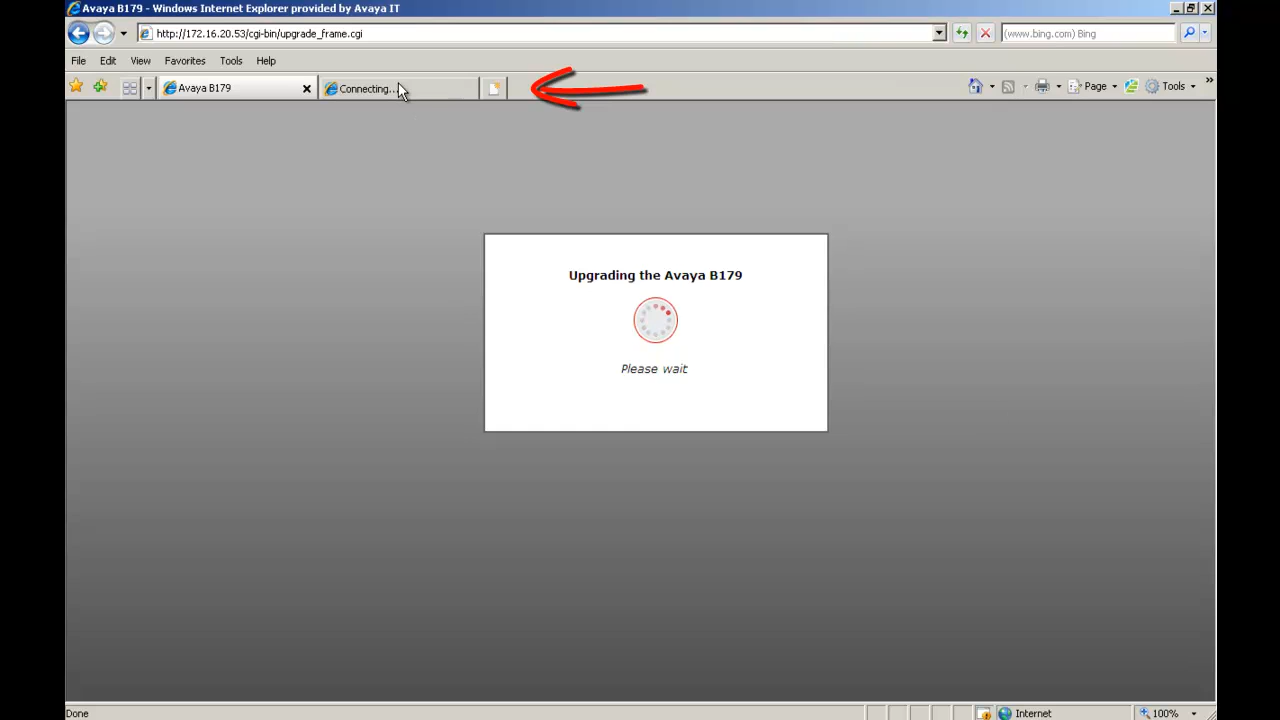 Avaya B179 - Windows Internet Explorer provided by Avaya IT
http://172.16.20.53/cgi-bin/upgrade_frame.cgi
(www.bing.com) Bing
File Edit View Favorites Tools Help
Avaya B179
Connecting...
Page Tools
Upgrading the Avaya B179
Please wait
Done
Internet
100%